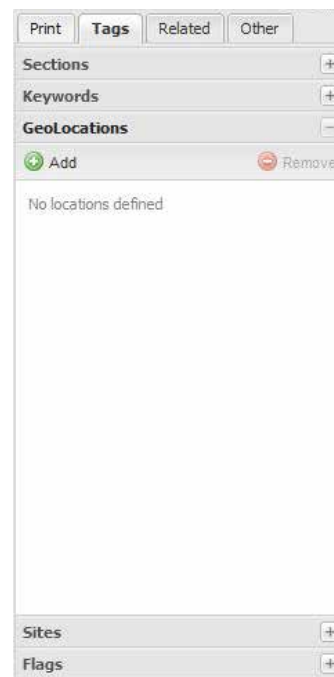 Print Tags Related Other
Sections
Keywords
GeoLocations
Add Remove
No locations defined
Sites
Flags